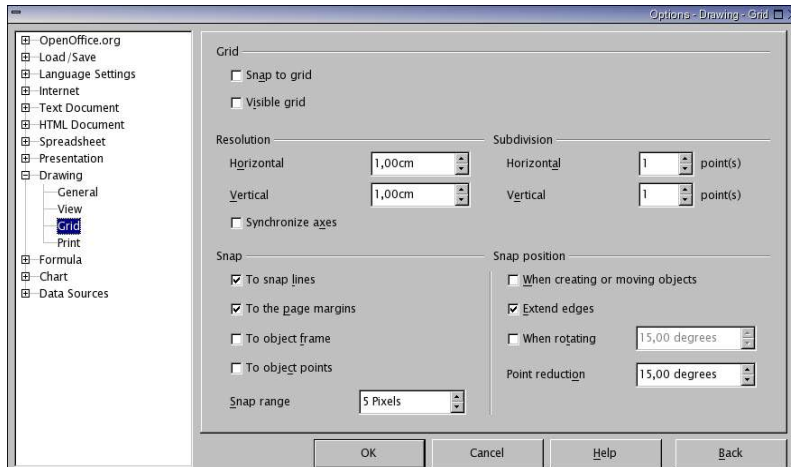 Options - Drawing - Grid
OpenOffice.org
Load/Save
Language Settings
Internet
Text Document
HTML Document
Spreadsheet
Presentation
Drawing
General
View
Grid
Print
Formula
Chart
Data Sources
Grid
Snap to grid
Visible grid
Resolution
Horizontal 1,00cm
Vertical 1,00cm
Synchronize axes
Subdivision
Horizontal 1 point(s)
Vertical 1 point(s)
Snap
To snap lines
To the page margins
To object frame
To object points
Snap range 5 Pixels
Snap position
When creating or moving objects
Extend edges
When rotating 15,00 degrees
Point reduction 15,00 degrees
OK Cancel Help Back